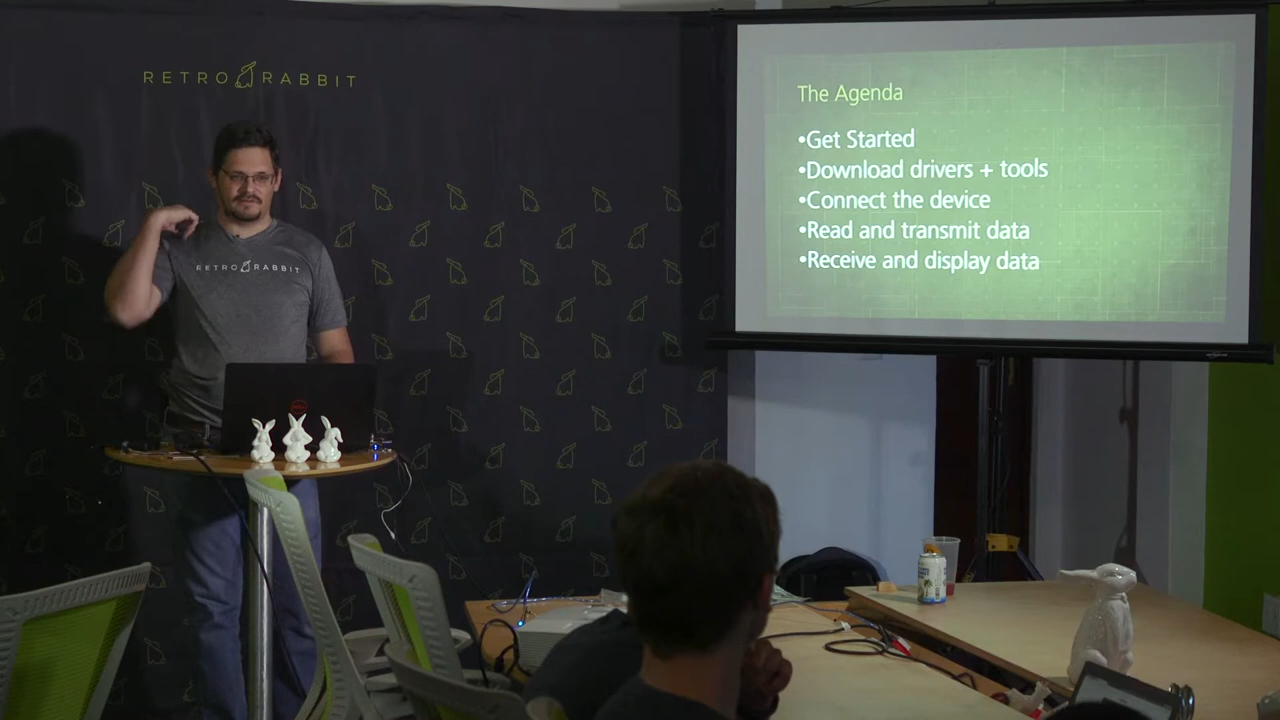 RETRO RABBIT
RETRO RABBIT
The Agenda
•Get Started
•Download drivers + tools
•Connect the device
•Read and transmit data
•Receive and display data